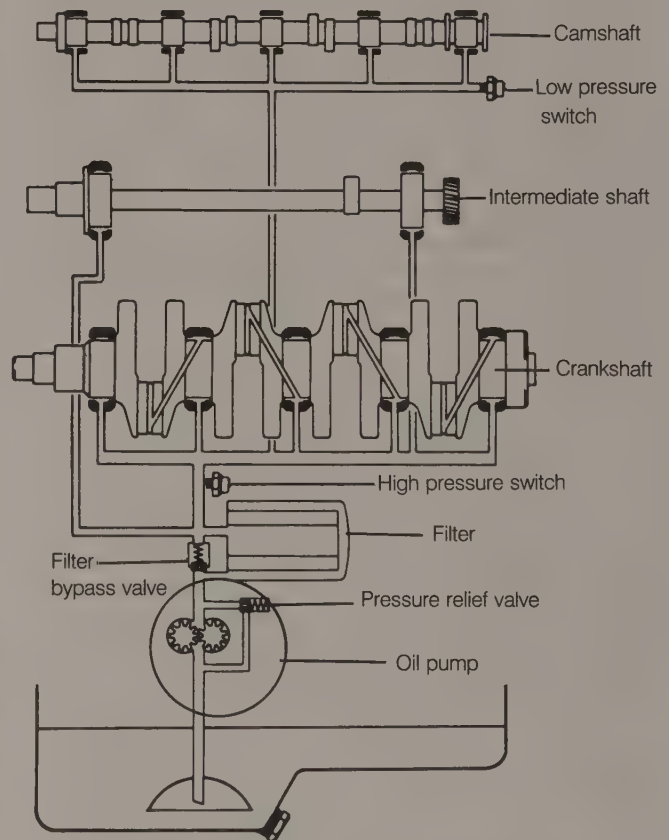 Camshaft
Low pressure
switch
Intermediate shaft
Crankshaft
High pressure switch
Filter
Filter
bypass valve
Pressure relief valve
Oil pump